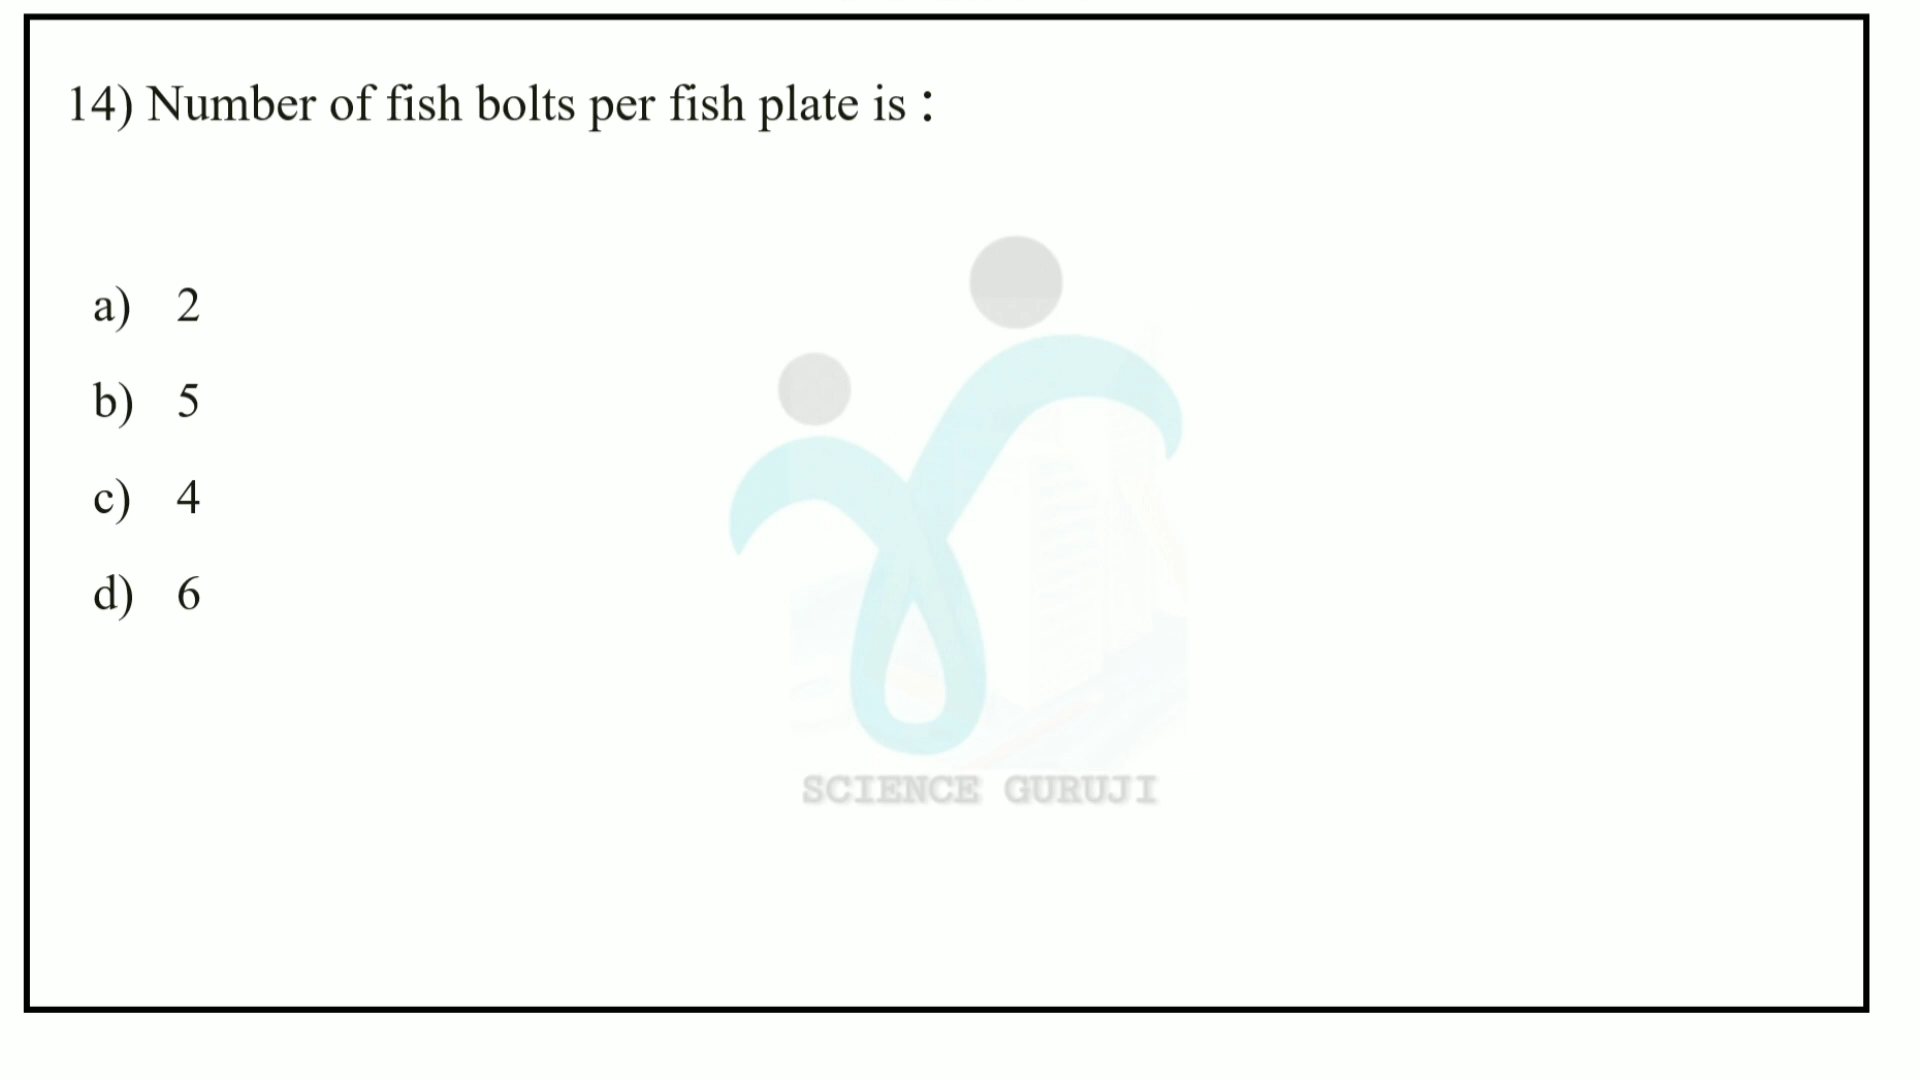 14) Number of fish bolts per fish plate is :
a) 2
b) 5
c) 4
d) 6
SCIENCE GURUJI